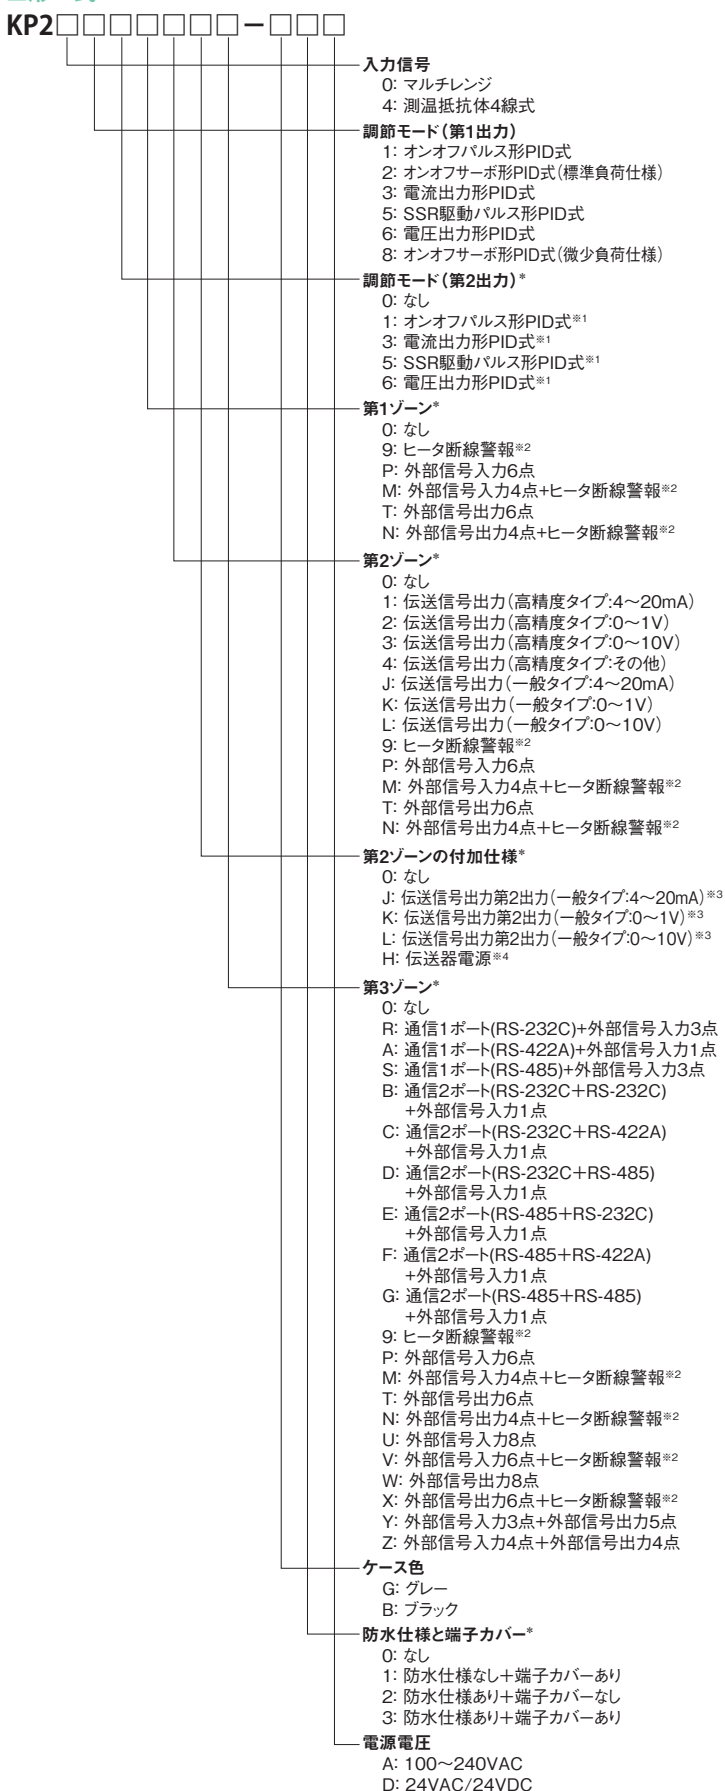 KP2□□□□□□□－□□□
入力信号
0: マルチレンジ
4: 測温抵抗体4線式
調節モード(第1出力)
1: オンオフパルス形PID式
2: オンオフサーボ形PID式(標準負荷仕様)
3: 電流出力形PID式
5: SSR駆動パルス形PID式
6: 電圧出力形PID式
8: オンオフサーボ形PID式(微少負荷仕様)
調節モード(第2出力)*
0: なし
1: オンオフパルス形PID式※1
3: 電流出力形PID式※1
5: SSR駆動パルス形PID式※1
6: 電圧出力形PID式※1
第1ゾーン*
0: なし
9: ヒータ断線警報※2
P: 外部信号入力6点
M: 外部信号入力4点+ヒータ断線警報※2
T: 外部信号出力6点
N: 外部信号出力4点+ヒータ断線警報※2
第2ゾーン*
0: なし
1: 伝送信号出力(高精度タイプ:4～20mA)
2: 伝送信号出力(高精度タイプ:0～1V)
3: 伝送信号出力(高精度タイプ:0～10V)
4: 伝送信号出力(高精度タイプ:その他)
J: 伝送信号出力(一般タイプ:4～20mA)
K: 伝送信号出力(一般タイプ:0～1V)
L: 伝送信号出力(一般タイプ:0～10V)
9: ヒータ断線警報※2
P: 外部信号入力6点
M: 外部信号入力4点＋ヒータ断線警報※2
T: 外部信号出力6点
N: 外部信号出力4点＋ヒータ断線警報※2
第2ゾーンの付加仕様*
0: なし
J: 伝送信号出力第2出力(一般タイプ:4～20mA)※3
K: 伝送信号出力第2出力(一般タイプ:0～1V)※3
L: 伝送信号出力第2出力(一般タイプ:0～10V)※3
H: 伝送器電源※4
第3ゾーン*
0: なし
R: 通信1ポート(RS-232C)+外部信号入力3点
A: 通信1ポート(RS-422A)+外部信号入力1点
S: 通信1ポート(RS-485)+外部信号入力3点
B: 通信2ポート(RS-232C＋RS-232C)
+外部信号入力1点
C: 通信2ポート(RS-232C＋RS-422A)
+外部信号入力1点
D: 通信2ポート(RS-232C＋RS-485)
+外部信号入力1点
E: 通信2ポート(RS-485＋RS-232C)
+外部信号入力1点
F: 通信2ポート(RS-485＋RS-422A)
+外部信号入力1点
G: 通信2ポート(RS-485＋RS-485)
+外部信号入力1点
9: ヒータ断線警報※2
P: 外部信号入力6点
M: 外部信号入力4点＋ヒータ断線警報※2
T: 外部信号出力6点
N: 外部信号出力4点＋ヒータ断線警報※2
U: 外部信号入力8点
V: 外部信号入力6点＋ヒータ断線警報※2
W: 外部信号出力8点
X: 外部信号出力6点＋ヒータ断線警報※2
Y: 外部信号入力3点+外部信号出力5点
Z: 外部信号入力4点＋外部信号出力4点
ケース色
G: グレー
B: ブラック
防水仕様と端子カバー*
0: なし
1: 防水仕様なし＋端子カバーあり
2: 防水仕様あり＋端子カバーなし
3: 防水仕様あり＋端子カバーあり
電源電圧
A: 100～240VAC
D: 24VAC/24VDC